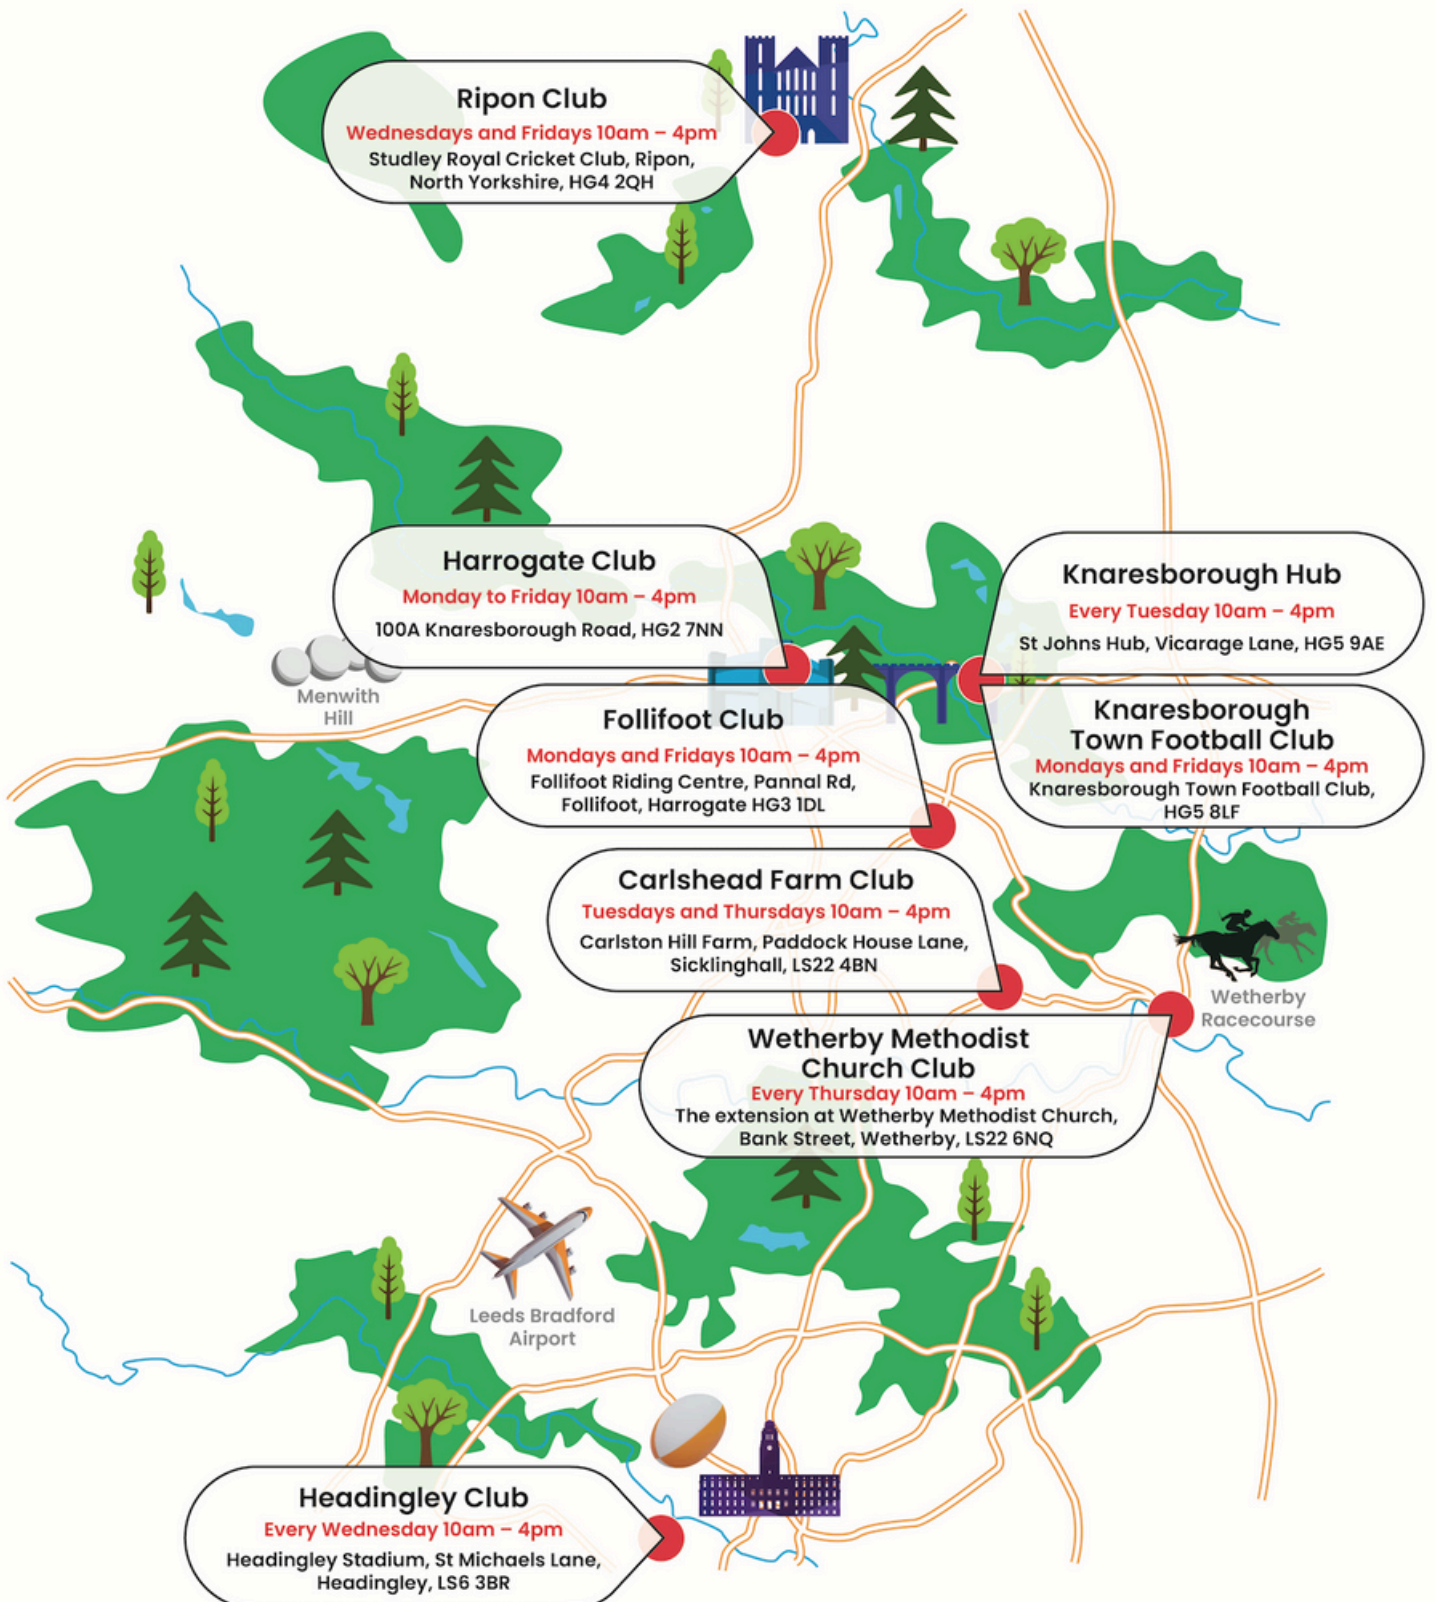 Ripon Club
Wednesdays and Fridays 10am – 4pm
Studley Royal Cricket Club, Ripon,
North Yorkshire, HG4 2QH
Harrogate Club
Monday to Friday 10am – 4pm
100A Knaresborough Road, HG2 7NN
Knaresborough Hub
Every Tuesday 10am – 4pm
St Johns Hub, Vicarage Lane, HG5 9AE
Menwith
Hill
Follifoot Club
Mondays and Fridays 10am – 4pm
Follifoot Riding Centre, Pannal Rd,
Follifoot, Harrogate HG3 1DL
Knaresborough
Town Football Club
Mondays and Fridays 10am – 4pm
Knaresborough Town Football Club,
HG5 8LF
Carlshead Farm Club
Tuesdays and Thursdays 10am – 4pm
Carlston Hill Farm, Paddock House Lane,
Sicklinghall, LS22 4BN
Wetherby
Racecourse
Wetherby Methodist
Church Club
Every Thursday 10am – 4pm
The extension at Wetherby Methodist Church,
Bank Street, Wetherby, LS22 6NQ
Leeds Bradford
Airport
Headingley Club
Every Wednesday 10am – 4pm
Headingley Stadium, St Michaels Lane,
Headingley, LS6 3BR